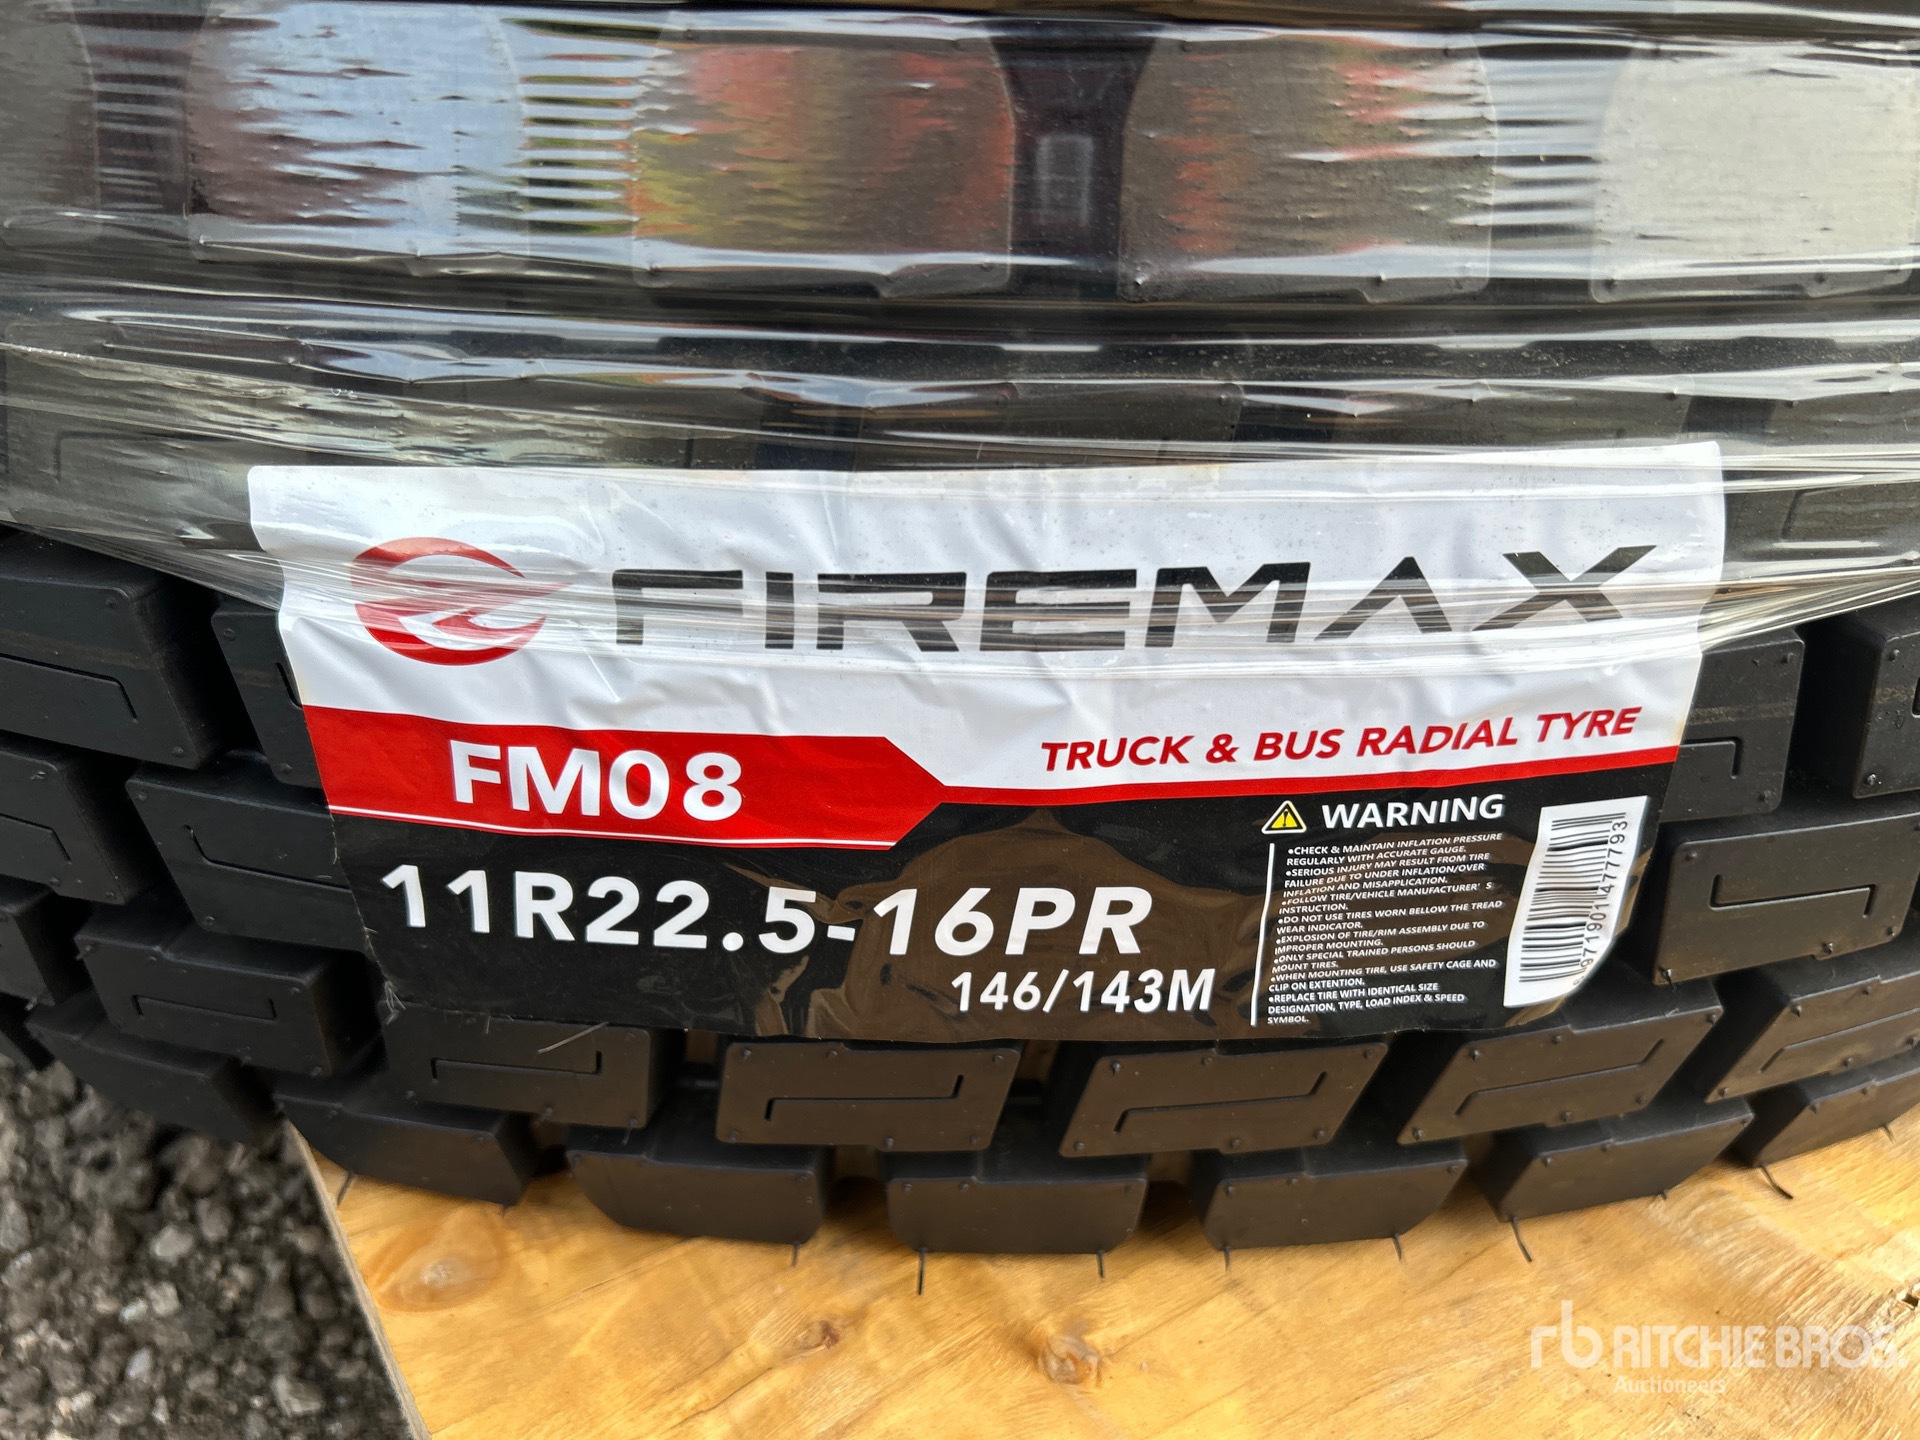 FIREMAX
FM08
TRUCK & BUS RADIAL TYRE
11R22.5-16PR
146/143M
WARNING
•CHECK & MAINTAIN INFLATION PRESSURE
REGULARLY WITH ACCURATE GAUGE.
•SERIOUS INJURY MAY RESULT FROM TIRE
FAILURE DUE TO UNDER INFLATION/OVER
INFLATION AND MISAPPLICATION.
•FOLLOW TIRE/VEHICLE MANUFACTURER'S
INSTRUCTION.
•DO NOT USE TIRES WORN BELLOW THE TREAD
WEAR INDICATOR.
•EXPLOSION OF TIRE/RIM ASSEMBLY DUE TO
IMPROPER MOUNTING.
•ONLY SPECIAL TRAINED PERSONS SHOULD
MOUNT TIRES.
•WHEN MOUNTING TIRE, USE SAFETY CAGE AND
CLIP ON EXTENTION.
•REPLACE TIRE WITH IDENTICAL SIZE
DESIGNATION, TYPE, LOAD INDEX & SPEED
SYMBOL.
6971901477793
rb RITCHIE BROS.
Auctioneers